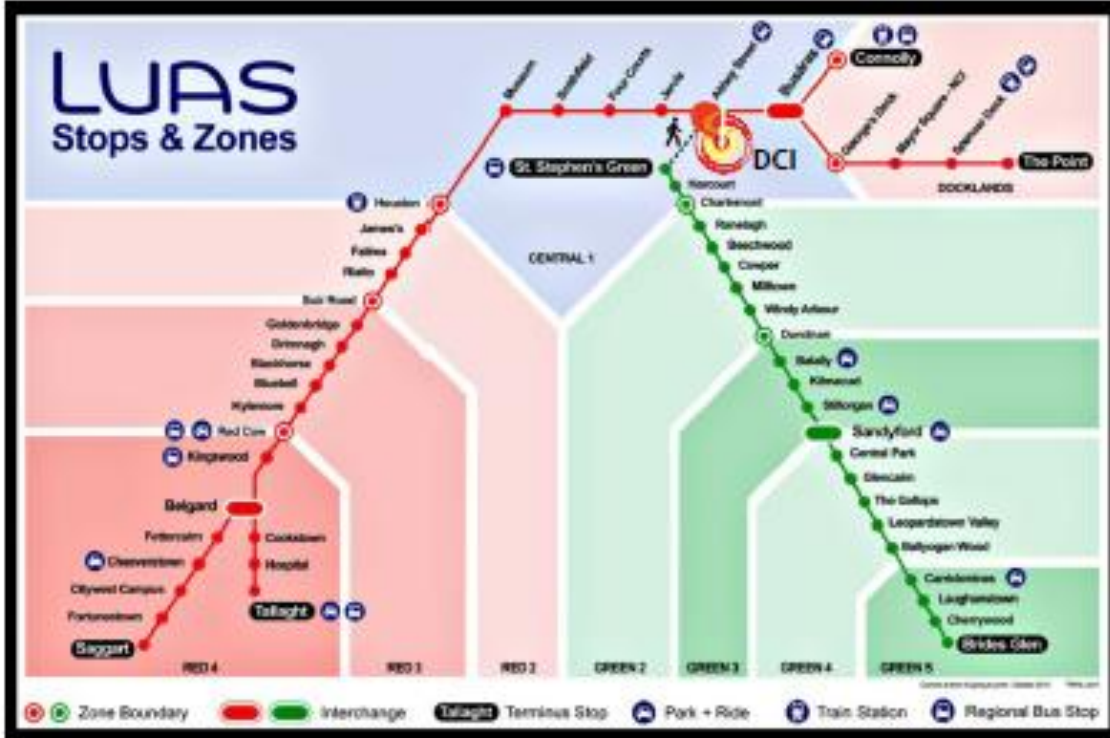 LUAS
Stops & Zones
Museum
Smithfield
Four Courts
Jervis
Abbey Street
Busáras
Connolly
DCI
George's Dock
Mayor Square - NCI
Spencer Dock
The Point
DOCKLANDS
St. Stephen's Green
Harcourt
Charlemont
Ranelagh
Beechwood
Cowper
Milltown
Windy Arbour
Dundrum
Balally
Kilmacud
Stillorgan
Sandyford
Central Park
Glencairn
The Gallops
Leopardstown Valley
Ballyogan Wood
Carrickmines
Laughanstown
Cherrywood
Brides Glen
CENTRAL 1
Heuston
James's
Fatima
Rialto
Suir Road
Goldenbridge
Drimnagh
Blackhorse
Bluebell
Kylemore
Red Cow
Kingswood
Belgard
Fettercairn
Cheeverstown
Citywest Campus
Fortunestown
Saggart
Cookstown
Hospital
Tallaght
RED 4
RED 3
RED 2
GREEN 2
GREEN 3
GREEN 4
GREEN 5
Zone Boundary
Interchange
Tallaght Terminus Stop
Park + Ride
Train Station
Regional Bus Stop